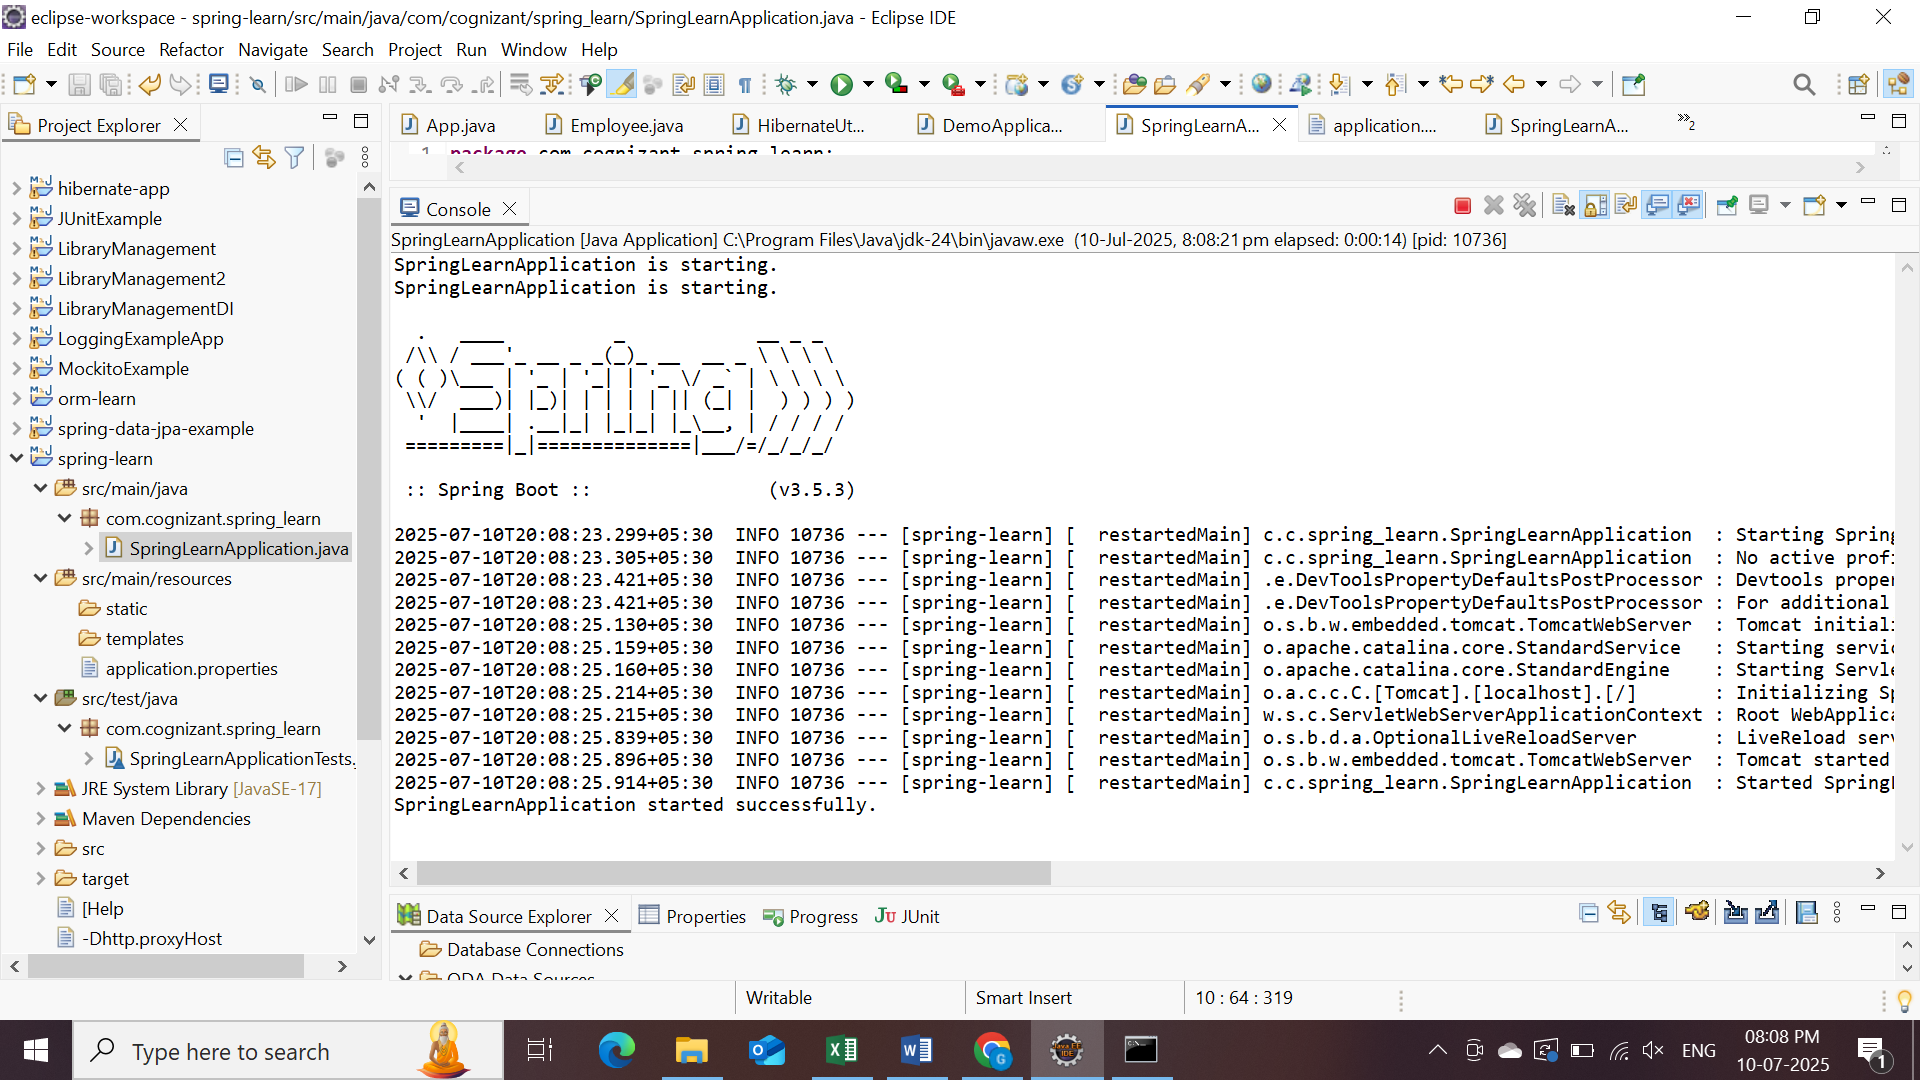 eclipse-workspace - spring-learn/src/main/java/com/cognizant/spring_learn/SpringLearnApplication.java - Eclipse IDE
File Edit Source Refactor Navigate Search Project Run Window Help
Project Explorer
hibernate-app
JUnitExample
LibraryManagement
LibraryManagement2
LibraryManagementDI
LoggingExampleApp
MockitoExample
orm-learn
spring-data-jpa-example
spring-learn
src/main/java
com.cognizant.spring_learn
SpringLearnApplication.java
src/main/resources
static
templates
application.properties
src/test/java
com.cognizant.spring_learn
SpringLearnApplicationTests.
JRE System Library [JavaSE-17]
Maven Dependencies
src
target
[Help
-Dhttp.proxyHost
App.java Employee.java HibernateUt... DemoApplica... SpringLearnA... application.... SpringLearnA... »2
1 package com.cognizant.spring_learn;
Console
SpringLearnApplication [Java Application] C:\Program Files\Java\jdk-24\bin\javaw.exe (10-Jul-2025, 8:08:21 pm elapsed: 0:00:14) [pid: 10736]
SpringLearnApplication is starting.
SpringLearnApplication is starting.
Spring
:: Spring Boot :: (v3.5.3)
2025-07-10T20:08:23.299+05:30 INFO 10736 --- [spring-learn] [ restartedMain] c.c.spring_learn.SpringLearnApplication : Starting Spring
2025-07-10T20:08:23.305+05:30 INFO 10736 --- [spring-learn] [ restartedMain] c.c.spring_learn.SpringLearnApplication : No active prof
2025-07-10T20:08:23.421+05:30 INFO 10736 --- [spring-learn] [ restartedMain] .e.DevToolsPropertyDefaultsPostProcessor : Devtools proper
2025-07-10T20:08:23.421+05:30 INFO 10736 --- [spring-learn] [ restartedMain] .e.DevToolsPropertyDefaultsPostProcessor : For additional
2025-07-10T20:08:25.130+05:30 INFO 10736 --- [spring-learn] [ restartedMain] o.s.b.w.embedded.tomcat.TomcatWebServer : Tomcat initial
2025-07-10T20:08:25.159+05:30 INFO 10736 --- [spring-learn] [ restartedMain] o.apache.catalina.core.StandardService : Starting servic
2025-07-10T20:08:25.160+05:30 INFO 10736 --- [spring-learn] [ restartedMain] o.apache.catalina.core.StandardEngine : Starting Servle
2025-07-10T20:08:25.214+05:30 INFO 10736 --- [spring-learn] [ restartedMain] o.a.c.c.C.[Tomcat].[localhost].[/] : Initializing Sp
2025-07-10T20:08:25.215+05:30 INFO 10736 --- [spring-learn] [ restartedMain] w.s.c.ServletWebServerApplicationContext : Root WebApplica
2025-07-10T20:08:25.839+05:30 INFO 10736 --- [spring-learn] [ restartedMain] o.s.b.d.a.OptionalLiveReloadServer : LiveReload serv
2025-07-10T20:08:25.896+05:30 INFO 10736 --- [spring-learn] [ restartedMain] o.s.b.w.embedded.tomcat.TomcatWebServer : Tomcat started
2025-07-10T20:08:25.914+05:30 INFO 10736 --- [spring-learn] [ restartedMain] c.c.spring_learn.SpringLearnApplication : Started Springl
SpringLearnApplication started successfully.
Data Source Explorer Properties Progress JUnit
Database Connections
ODA Data Sources
Writable Smart Insert 10 : 64 : 319
Type here to search
ENG
08:08 PM
10-07-2025
1